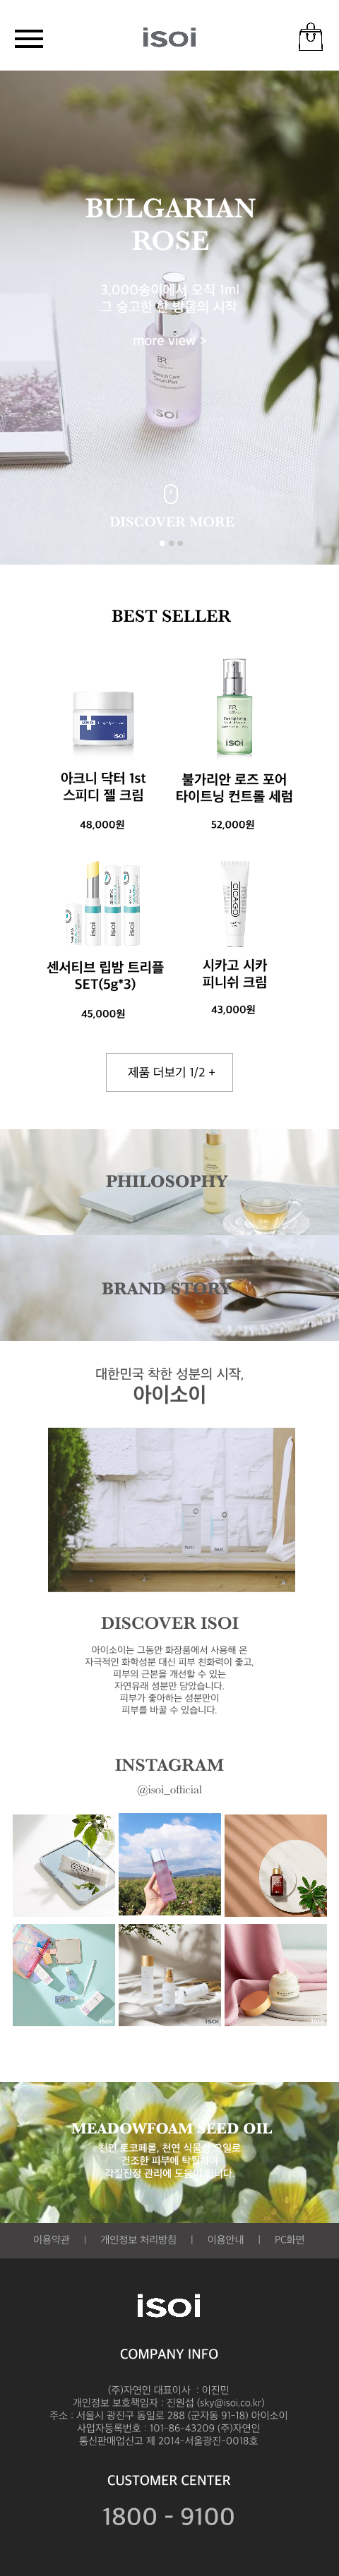 isoi
BULGARIAN
ROSE
3,000송이에서 오직 1ml
그 숭고한 한 방울의 시작
more view >
BR
Blemish Care
Serum Plus
isoi
DISCOVER MORE
BEST SELLER
isoi
BR
isoi
아크니 닥터 1st
스피디 젤 크림
48,000원
불가리안 로즈 포어
타이트닝 컨트롤 세럼
52,000원
isoi
isoi
isoi
CICAGO
센서티브 립밤 트리플
SET(5g*3)
45,000원
시카고 시카
피니쉬 크림
43,000원
제품 더보기 1/2 +
PHILOSOPHY
BRAND STORY
대한민국 착한 성분의 시작,
아이소이
DISCOVER ISOI
아이소이는 그동안 화장품에서 사용해 온
자극적인 화학성분 대신 피부 친화력이 좋고,
피부의 근본을 개선할 수 있는
자연유래 성분만 담았습니다.
피부가 좋아하는 성분만이
피부를 바꿀 수 있습니다.
INSTAGRAM
@isoi_official
isoi
isoi
isoi
MEADOWFOAM SEED OIL
천연 토코페롤, 천연 식물성 오일로
건조한 피부에 탁월하며
각질진정 관리에 도움이 됩니다.
이용약관 | 개인정보 처리방침 | 이용안내 | PC화면
isoi
COMPANY INFO
(주)자연인 대표이사 : 이진민
개인정보 보호책임자 : 진원섭 (sky@isoi.co.kr)
주소 : 서울시 광진구 동일로 288 (군자동 91-18) 아이소이
사업자등록번호 : 101-86-43209 (주)자연인
통신판매업신고 제 2014-서울광진-0018호
CUSTOMER CENTER
1800 - 9100